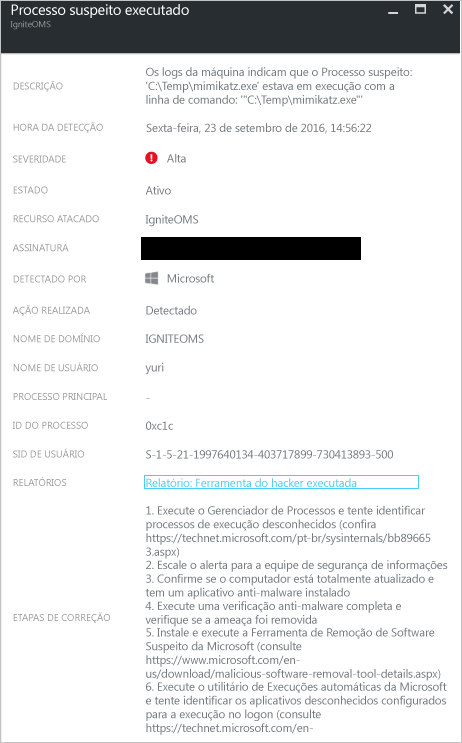 Processo suspeito executado
IgniteOMS
DESCRIÇÃO
Os logs da máquina indicam que o Processo suspeito:
'C:\Temp\mimikatz.exe' estava em execução com a
linha de comando: '"C:\Temp\mimikatz.exe"'
HORA DA DETECÇÃO
Sexta-feira, 23 de setembro de 2016, 14:56:22
SEVERIDADE
Alta
ESTADO
Ativo
RECURSO ATACADO
IgniteOMS
ASSINATURA
DETECTADO POR
Microsoft
AÇÃO REALIZADA
Detectado
NOME DE DOMÍNIO
IGNITEOMS
NOME DE USUÁRIO
yuri
PROCESSO PRINCIPAL
-
ID DO PROCESSO
0xc1c
SID DE USUÁRIO
S-1-5-21-1997640134-403717899-730413893-500
RELATÓRIOS
Relatório: Ferramenta do hacker executada
ETAPAS DE CORREÇÃO
1. Execute o Gerenciador de Processos e tente identificar
processos de execução desconhecidos (confira
https://technet.microsoft.com/pt-br/sysinternals/bb89665
3.aspx)
2. Escale o alerta para a equipe de segurança de informações
3. Confirme se o computador está totalmente atualizado e
tem um aplicativo anti-malware instalado
4. Execute uma verificação anti-malware completa e
verifique se a ameaça foi removida
5. Instale e execute a Ferramenta de Remoção de Software
Suspeito da Microsoft (consulte
https://www.microsoft.com/en-
us/download/malicious-software-removal-tool-details.aspx)
6. Execute o utilitário de Execuções automáticas da Microsoft
e tente identificar os aplicativos desconhecidos configurados
para a execução no logon (consulte
https://technet.microsoft.com/en-